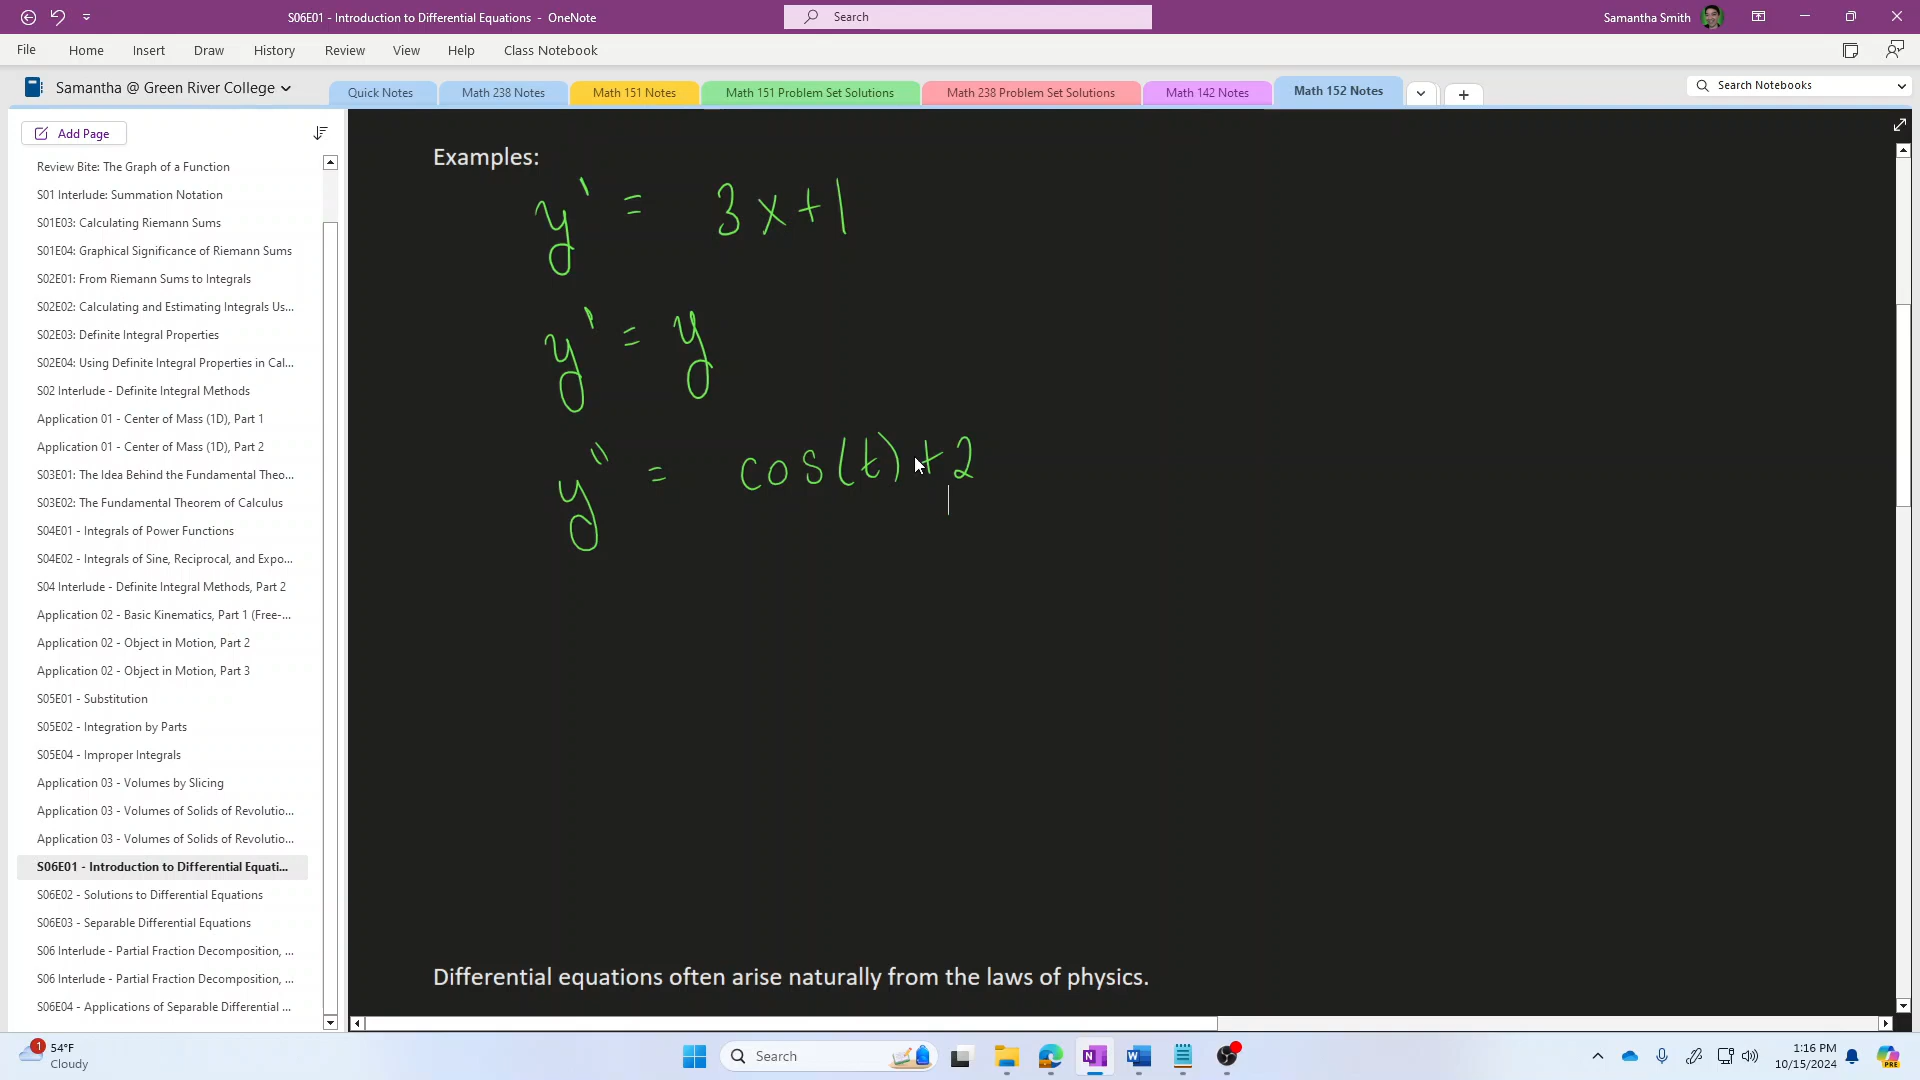 S06E01 - Introduction to Differential Equations - OneNote
Search
Samantha Smith
File Home Insert Draw History Review View Help Class Notebook
Samantha @ Green River College
Quick Notes
Math 238 Notes
Math 151 Notes
Math 151 Problem Set Solutions
Math 238 Problem Set Solutions
Math 142 Notes
Math 152 Notes
Search Notebooks
Add Page
Review Bite: The Graph of a Function
S01 Interlude: Summation Notation
S01E03: Calculating Riemann Sums
S01E04: Graphical Significance of Riemann Sums
S02E01: From Riemann Sums to Integrals
S02E02: Calculating and Estimating Integrals Us...
S02E03: Definite Integral Properties
S02E04: Using Definite Integral Properties in Cal...
S02 Interlude - Definite Integral Methods
Application 01 - Center of Mass (1D), Part 1
Application 01 - Center of Mass (1D), Part 2
S03E01: The Idea Behind the Fundamental Theo...
S03E02: The Fundamental Theorem of Calculus
S04E01 - Integrals of Power Functions
S04E02 - Integrals of Sine, Reciprocal, and Expo...
S04 Interlude - Definite Integral Methods, Part 2
Application 02 - Basic Kinematics, Part 1 (Free-...
Application 02 - Object in Motion, Part 2
Application 02 - Object in Motion, Part 3
S05E01 - Substitution
S05E02 - Integration by Parts
S05E04 - Improper Integrals
Application 03 - Volumes by Slicing
Application 03 - Volumes of Solids of Revolutio...
Application 03 - Volumes of Solids of Revolutio...
S06E01 - Introduction to Differential Equati...
S06E02 - Solutions to Differential Equations
S06E03 - Separable Differential Equations
S06 Interlude - Partial Fraction Decomposition, ...
S06 Interlude - Partial Fraction Decomposition, ...
S06E04 - Applications of Separable Differential ...
Examples:
y' = 3x+1
y' = y
y'' = cos(t)+2
Differential equations often arise naturally from the laws of physics.
1
54°F
Cloudy
Search
1:16 PM
10/15/2024
PRE